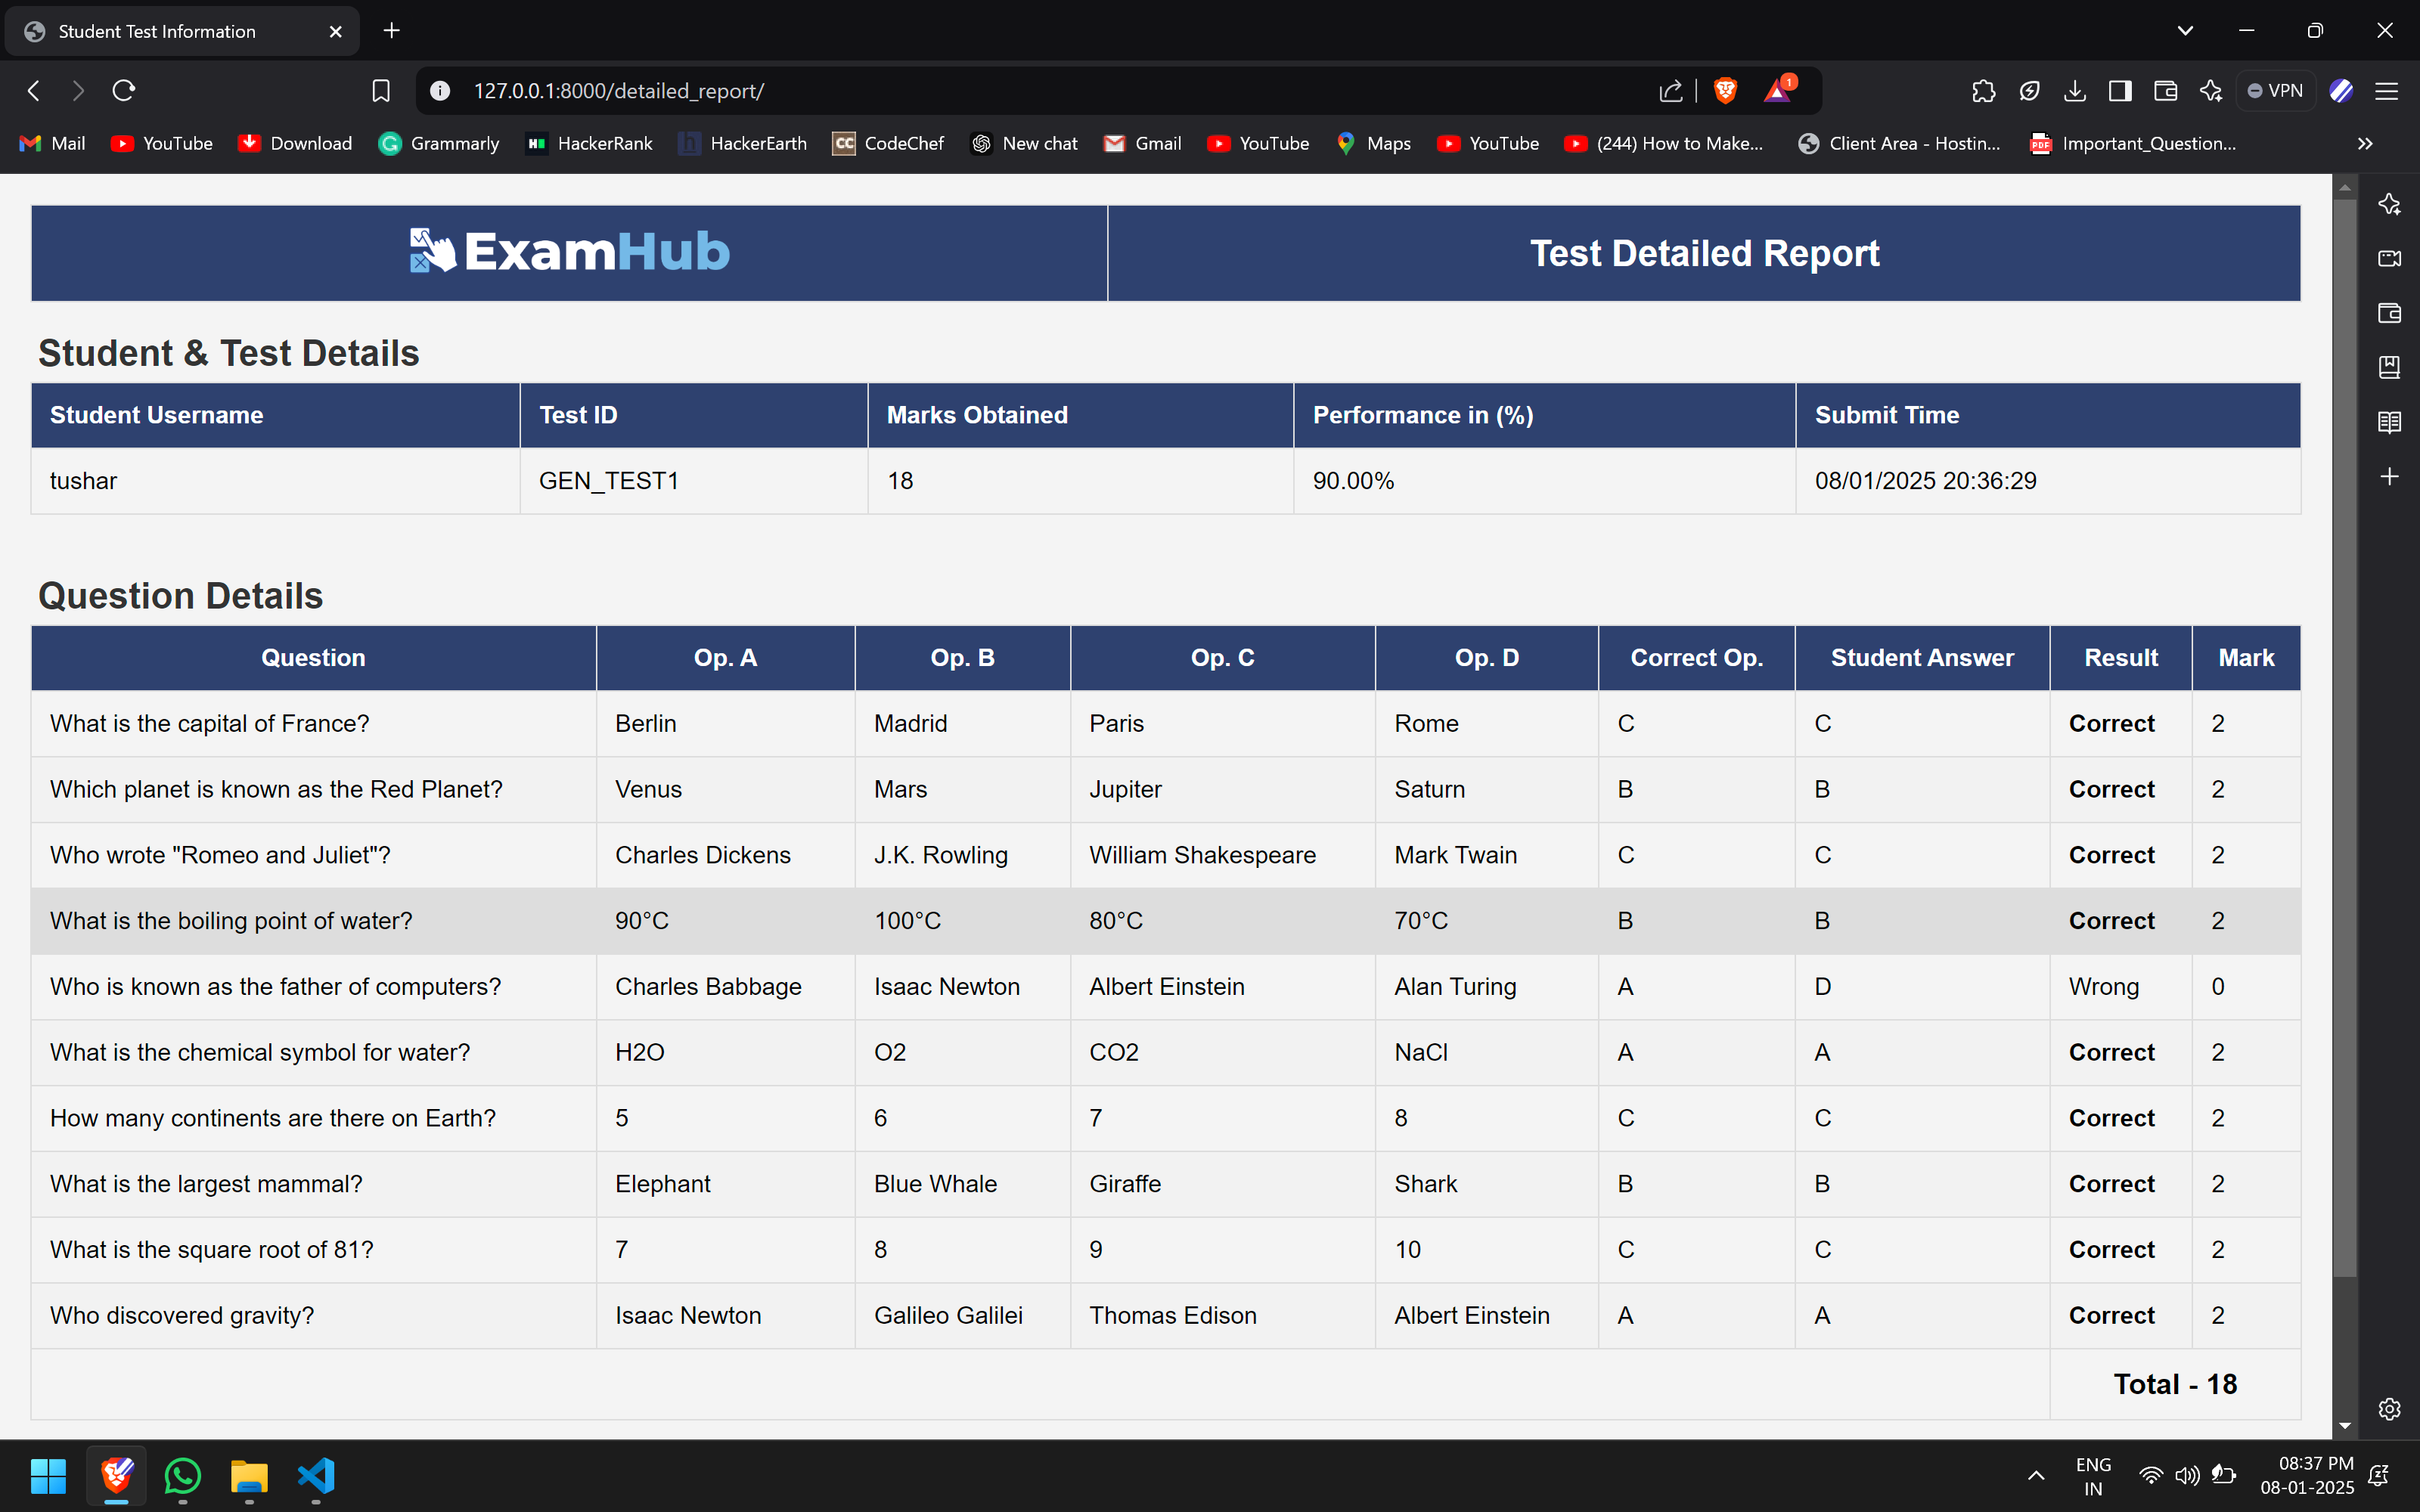 Student Test Information
127.0.0.1:8000/detailed_report/
1
VPN
Mail YouTube Download Grammarly HackerRank HackerEarth CodeChef New chat Gmail YouTube Maps YouTube (244) How to Make... Client Area - Hostin... Important_Question...
ExamHub Test Detailed Report
Student & Test Details
Student Username Test ID Marks Obtained Performance in (%) Submit Time
tushar GEN_TEST1 18 90.00% 08/01/2025 20:36:29
Question Details
Question Op. A Op. B Op. C Op. D Correct Op. Student Answer Result Mark
What is the capital of France? Berlin Madrid Paris Rome C C Correct 2
Which planet is known as the Red Planet? Venus Mars Jupiter Saturn B B Correct 2
Who wrote "Romeo and Juliet"? Charles Dickens J.K. Rowling William Shakespeare Mark Twain C C Correct 2
What is the boiling point of water? 90°C 100°C 80°C 70°C B B Correct 2
Who is known as the father of computers? Charles Babbage Isaac Newton Albert Einstein Alan Turing A D Wrong 0
What is the chemical symbol for water? H2O O2 CO2 NaCl A A Correct 2
How many continents are there on Earth? 5 6 7 8 C C Correct 2
What is the largest mammal? Elephant Blue Whale Giraffe Shark B B Correct 2
What is the square root of 81? 7 8 9 10 C C Correct 2
Who discovered gravity? Isaac Newton Galileo Galilei Thomas Edison Albert Einstein A A Correct 2
Total - 18
ENG
IN
08:37 PM
08-01-2025